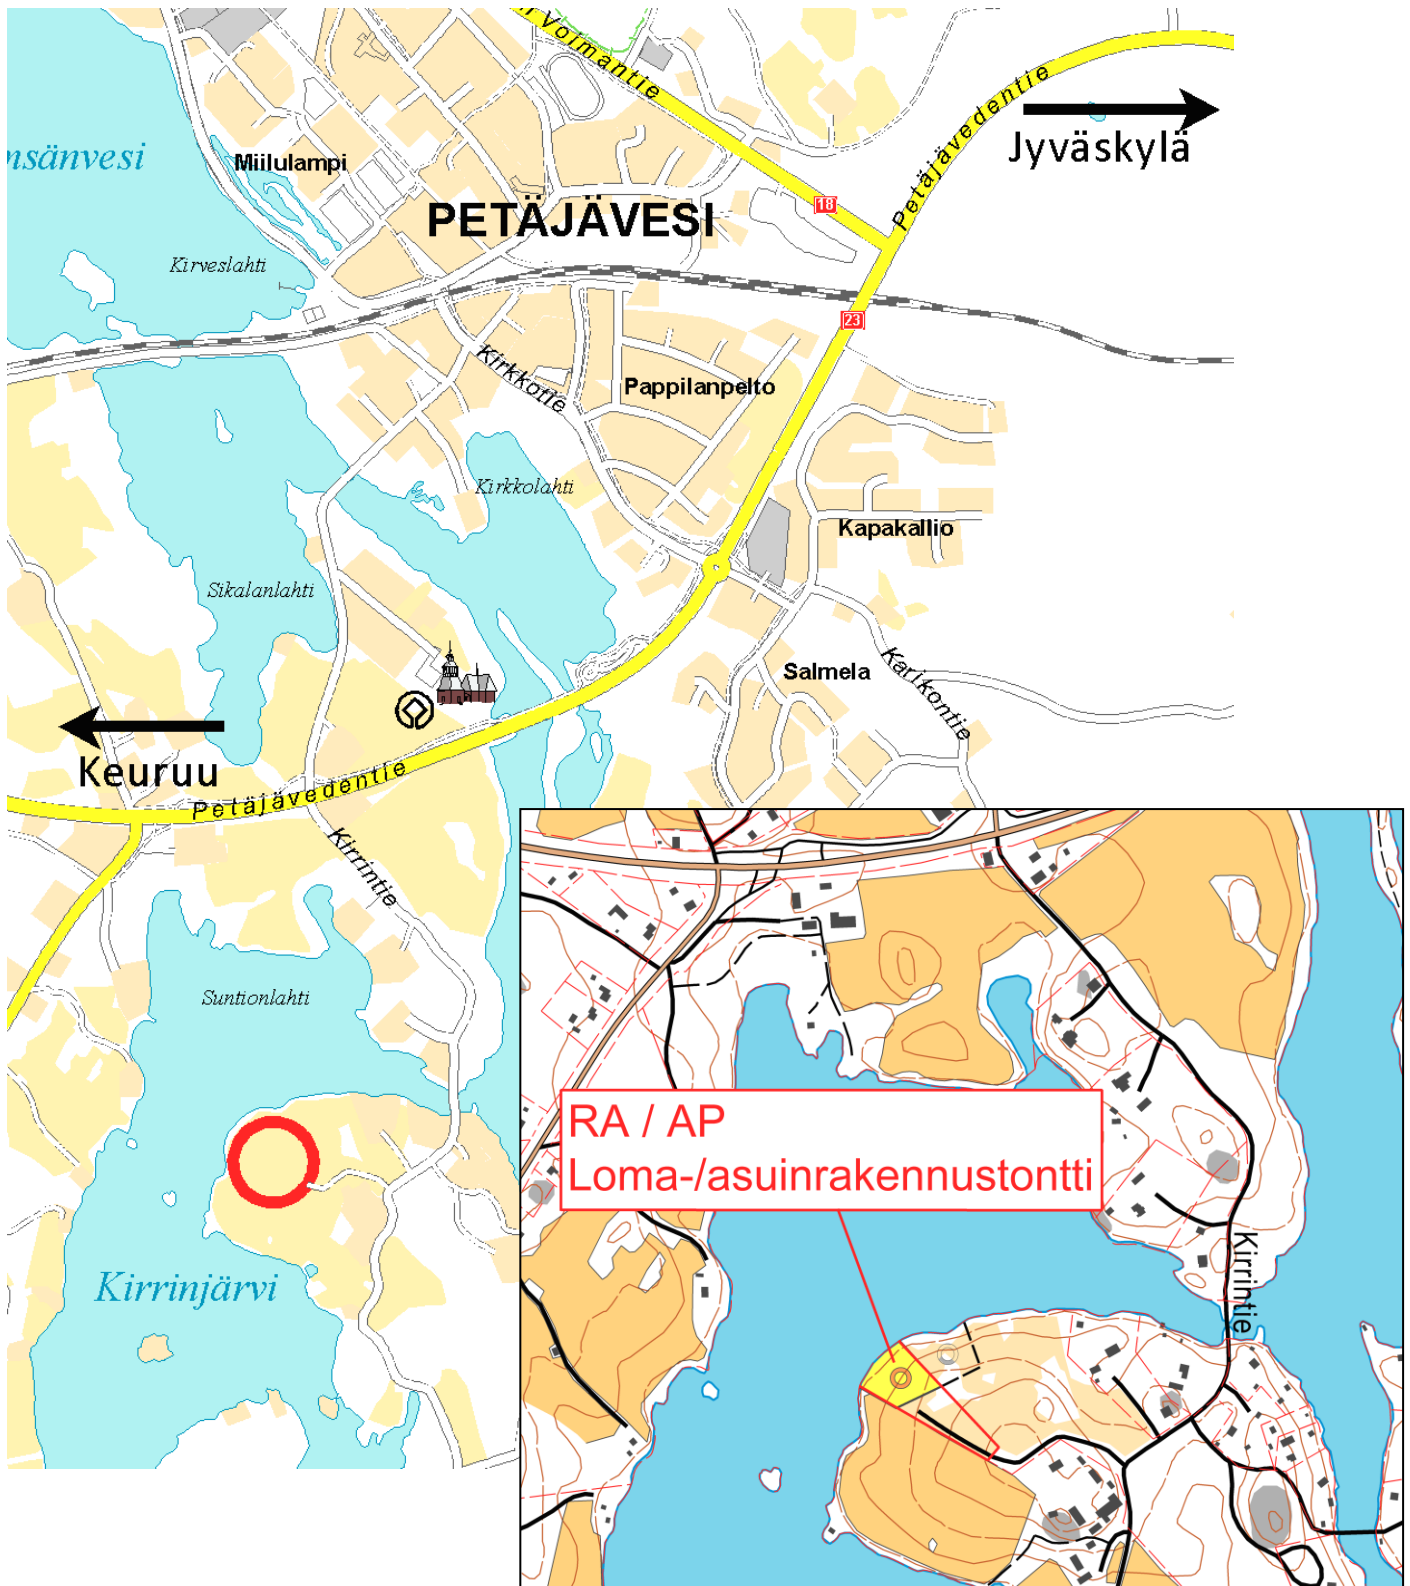 Voimantie
Petäjävedentie
Jyväskylä
nsänvesi
Miilulampi
18
PETÄJÄVESI
Kirveslahti
23
Kirkkotie
Pappilanpelto
Kirkkolahti
Kapakallio
Sikalanlahti
Salmela
Karikontie
Keuruu
Petäjävedentie
Kirrintie
Suntionlahti
RA / AP
Loma-/asuinrakennustontti
Kirrintie
Kirrinjärvi